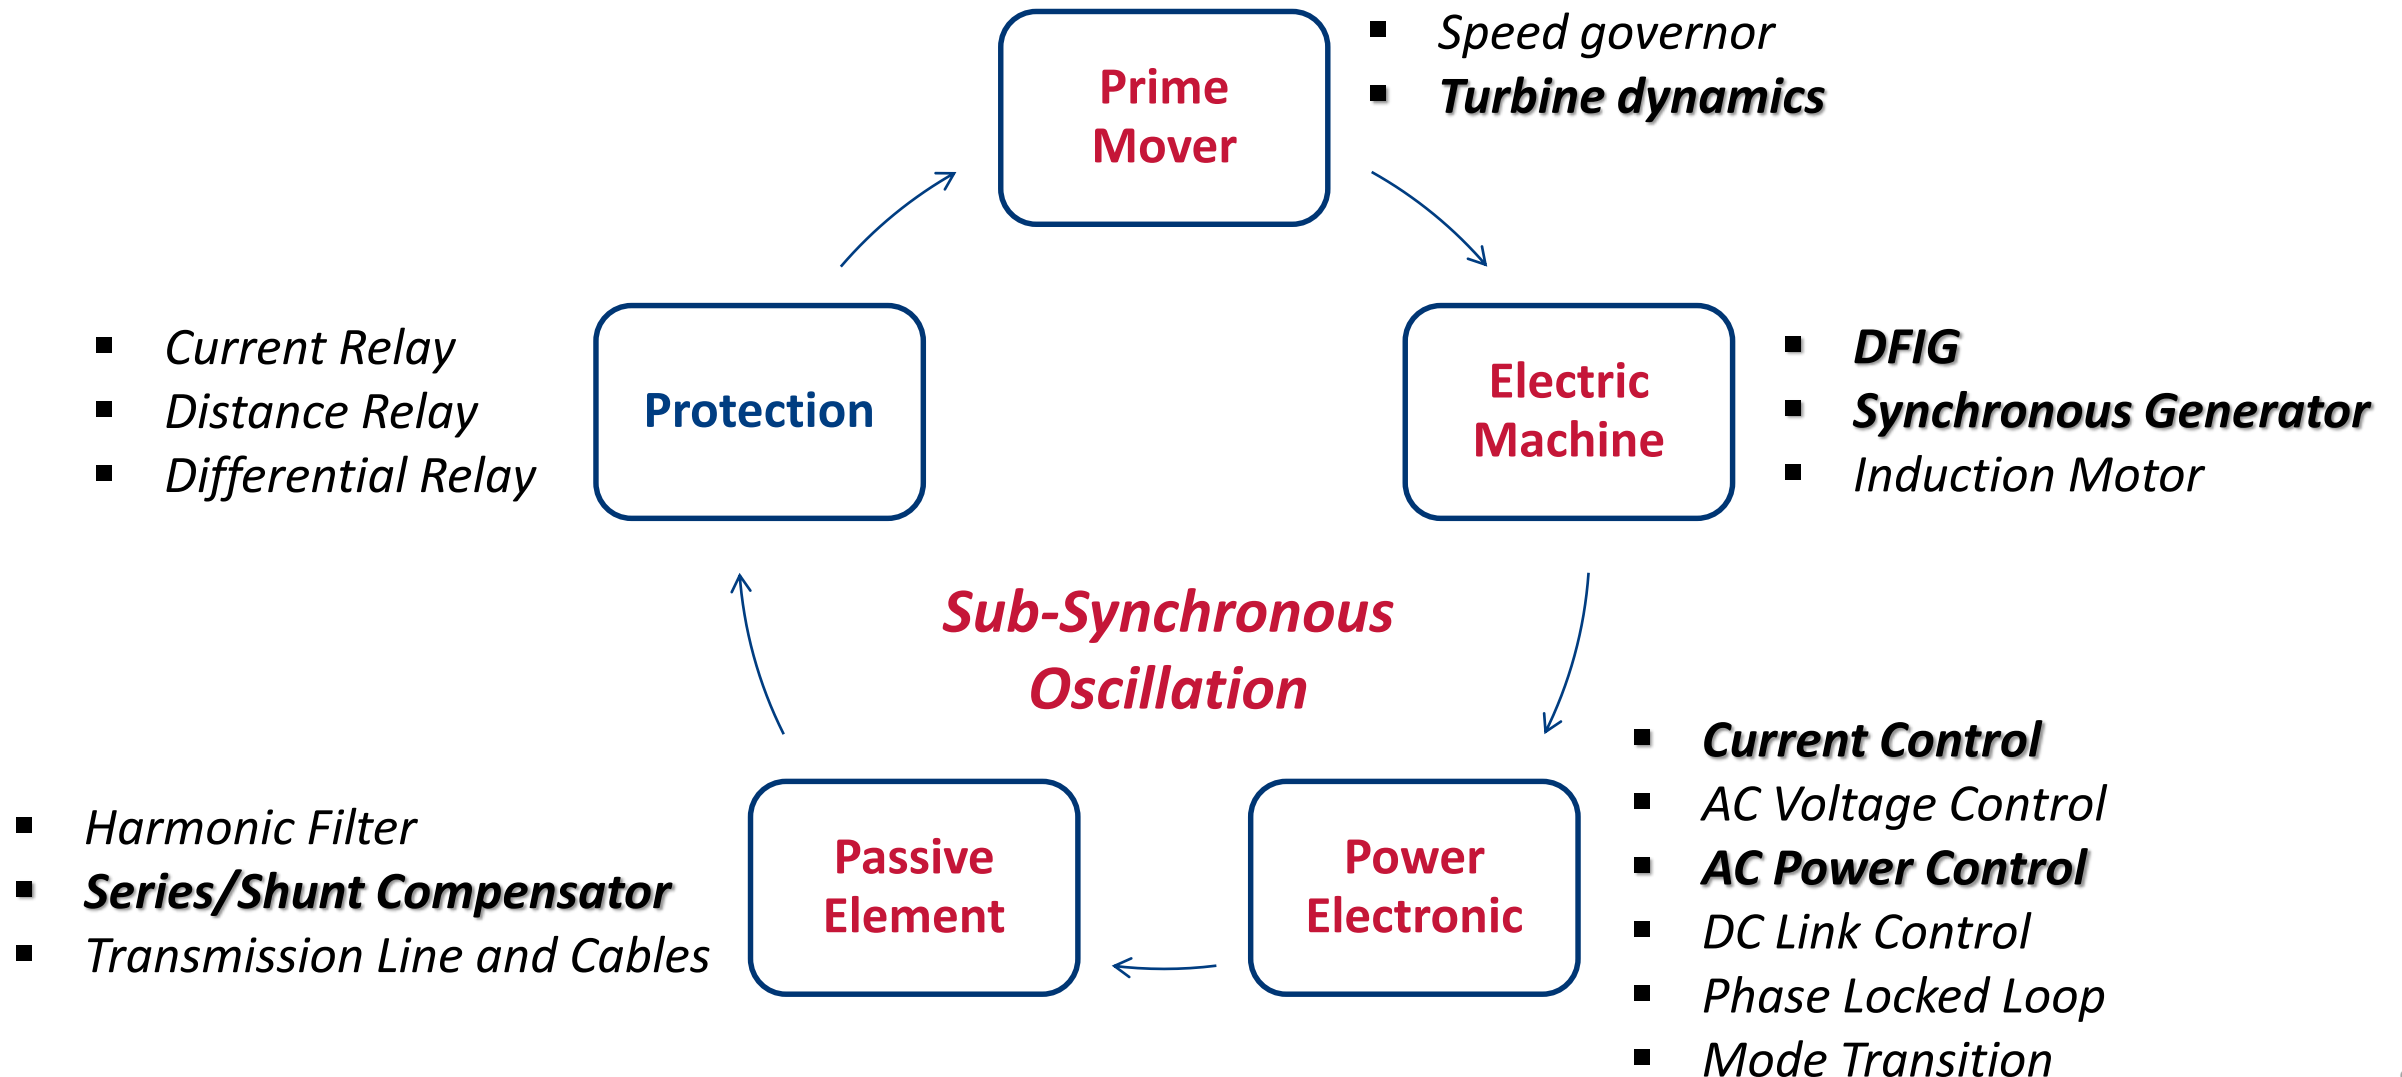 Prime
Mover
Speed governor
Turbine dynamics
Electric
Machine
DFIG
Synchronous Generator
Induction Motor
Power
Electronic
Current Control
AC Voltage Control
AC Power Control
DC Link Control
Phase Locked Loop
Mode Transition
Passive
Element
Harmonic Filter
Series/Shunt Compensator
Transmission Line and Cables
Protection
Current Relay
Distance Relay
Differential Relay
Sub-Synchronous
Oscillation